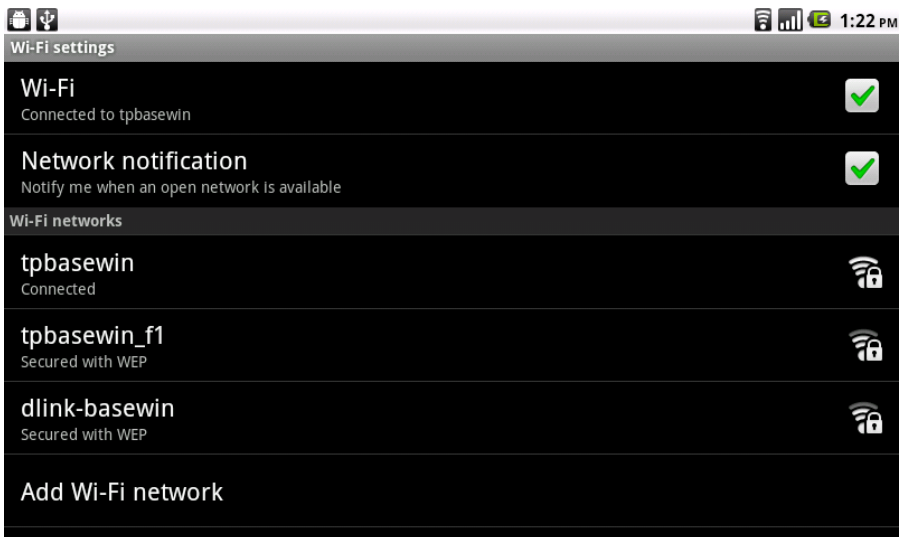 1:22 PM
Wi-Fi settings
Wi-Fi
Connected to tpbasewin
Network notification
Notify me when an open network is available
Wi-Fi networks
tpbasewin
Connected
tpbasewin_f1
Secured with WEP
dlink-basewin
Secured with WEP
Add Wi-Fi network